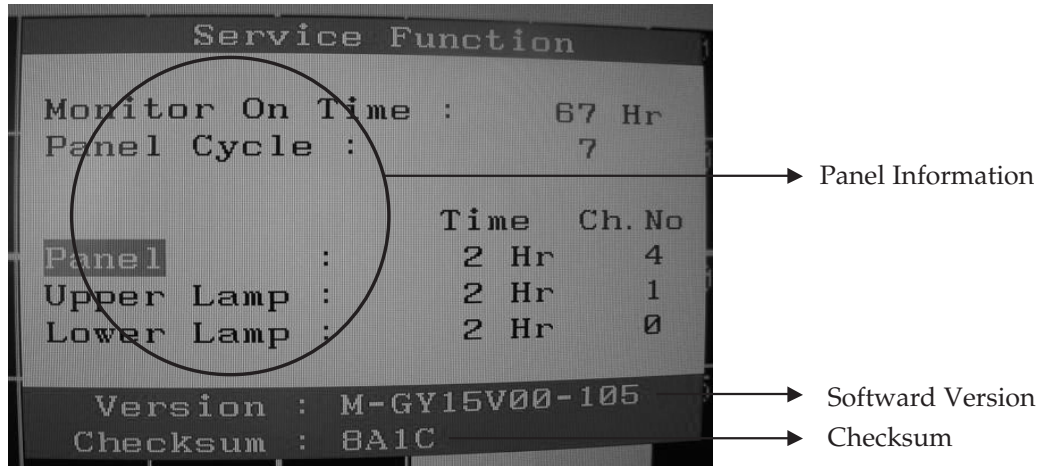 Service Function
Monitor On Time : 67 Hr
Panel Cycle : 7
Panel Information
Time Ch.No
Panel : 2 Hr 4
Upper Lamp : 2 Hr 1
Lower Lamp : 2 Hr 0
Version : M-GY15V00-105
Softward Version
Checksum : 8A1C
Checksum